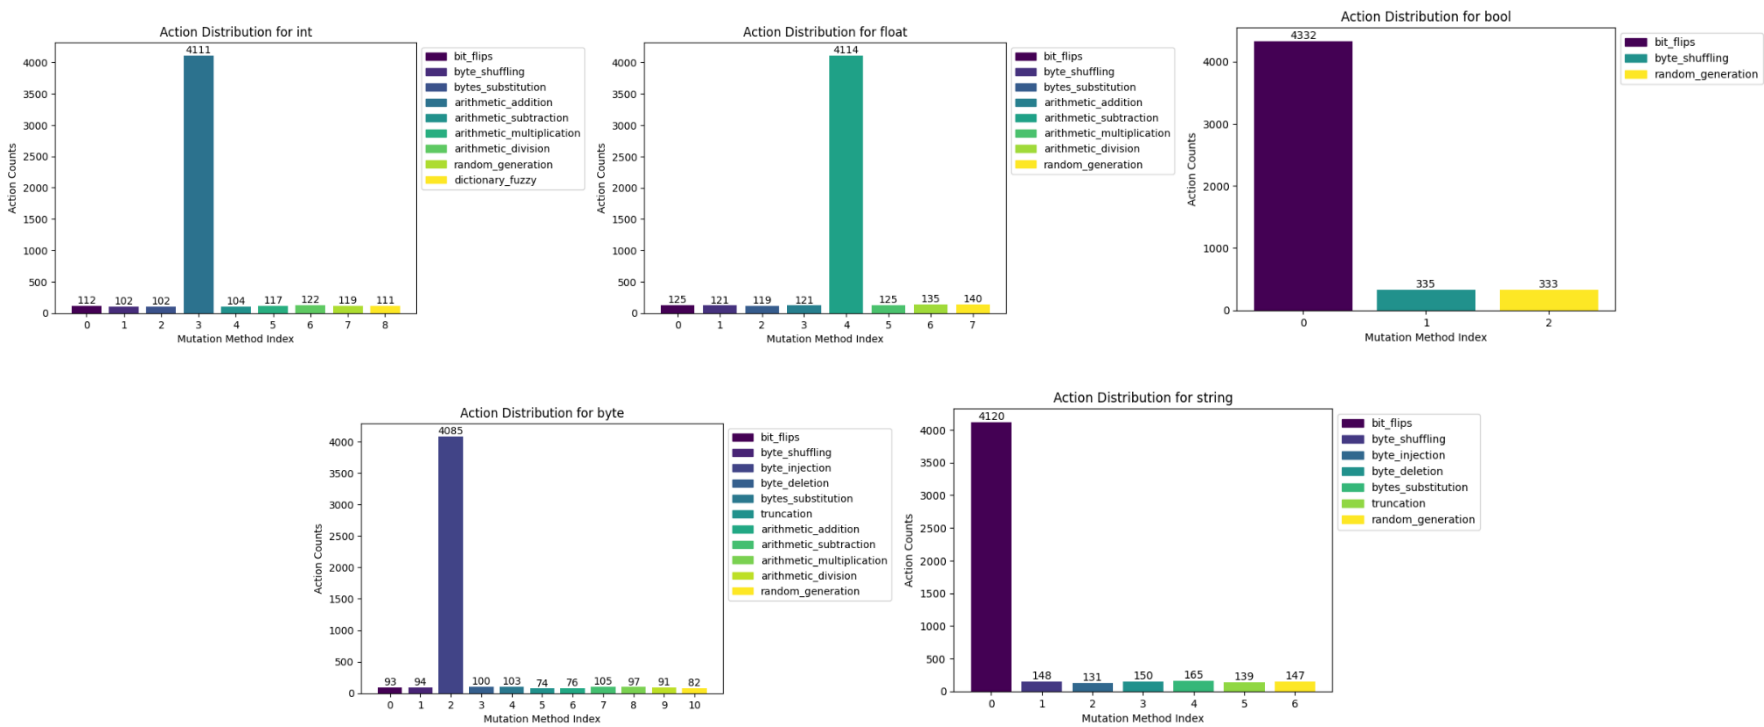 Action Distribution for int
4111
4000
3500
3000
2500
2000
1500
1000
500
0
Action Counts
112
102
102
104
117
122
119
111
0 1 2 3 4 5 6 7 8
Mutation Method Index
bit_flips
byte_shuffling
bytes_substitution
arithmetic_addition
arithmetic_subtraction
arithmetic_multiplication
arithmetic_division
random_generation
dictionary_fuzzy
Action Distribution for float
4114
4000
3500
3000
2500
2000
1500
1000
500
0
Action Counts
125
121
119
121
125
135
140
0 1 2 3 4 5 6 7
Mutation Method Index
bit_flips
byte_shuffling
bytes_substitution
arithmetic_addition
arithmetic_subtraction
arithmetic_multiplication
arithmetic_division
random_generation
Action Distribution for bool
4332
4000
3000
2000
1000
0
Action Counts
335
333
0 1 2
Mutation Method Index
bit_flips
byte_shuffling
random_generation
Action Distribution for byte
4085
4000
3500
3000
2500
2000
1500
1000
500
0
Action Counts
93
94
100
103
74
76
105
97
91
82
0 1 2 3 4 5 6 7 8 9 10
Mutation Method Index
bit_flips
byte_shuffling
byte_injection
byte_deletion
bytes_substitution
truncation
arithmetic_addition
arithmetic_subtraction
arithmetic_multiplication
arithmetic_division
random_generation
Action Distribution for string
4120
4000
3500
3000
2500
2000
1500
1000
500
0
Action Counts
148
131
150
165
139
147
0 1 2 3 4 5 6
Mutation Method Index
bit_flips
byte_shuffling
byte_injection
byte_deletion
bytes_substitution
truncation
random_generation